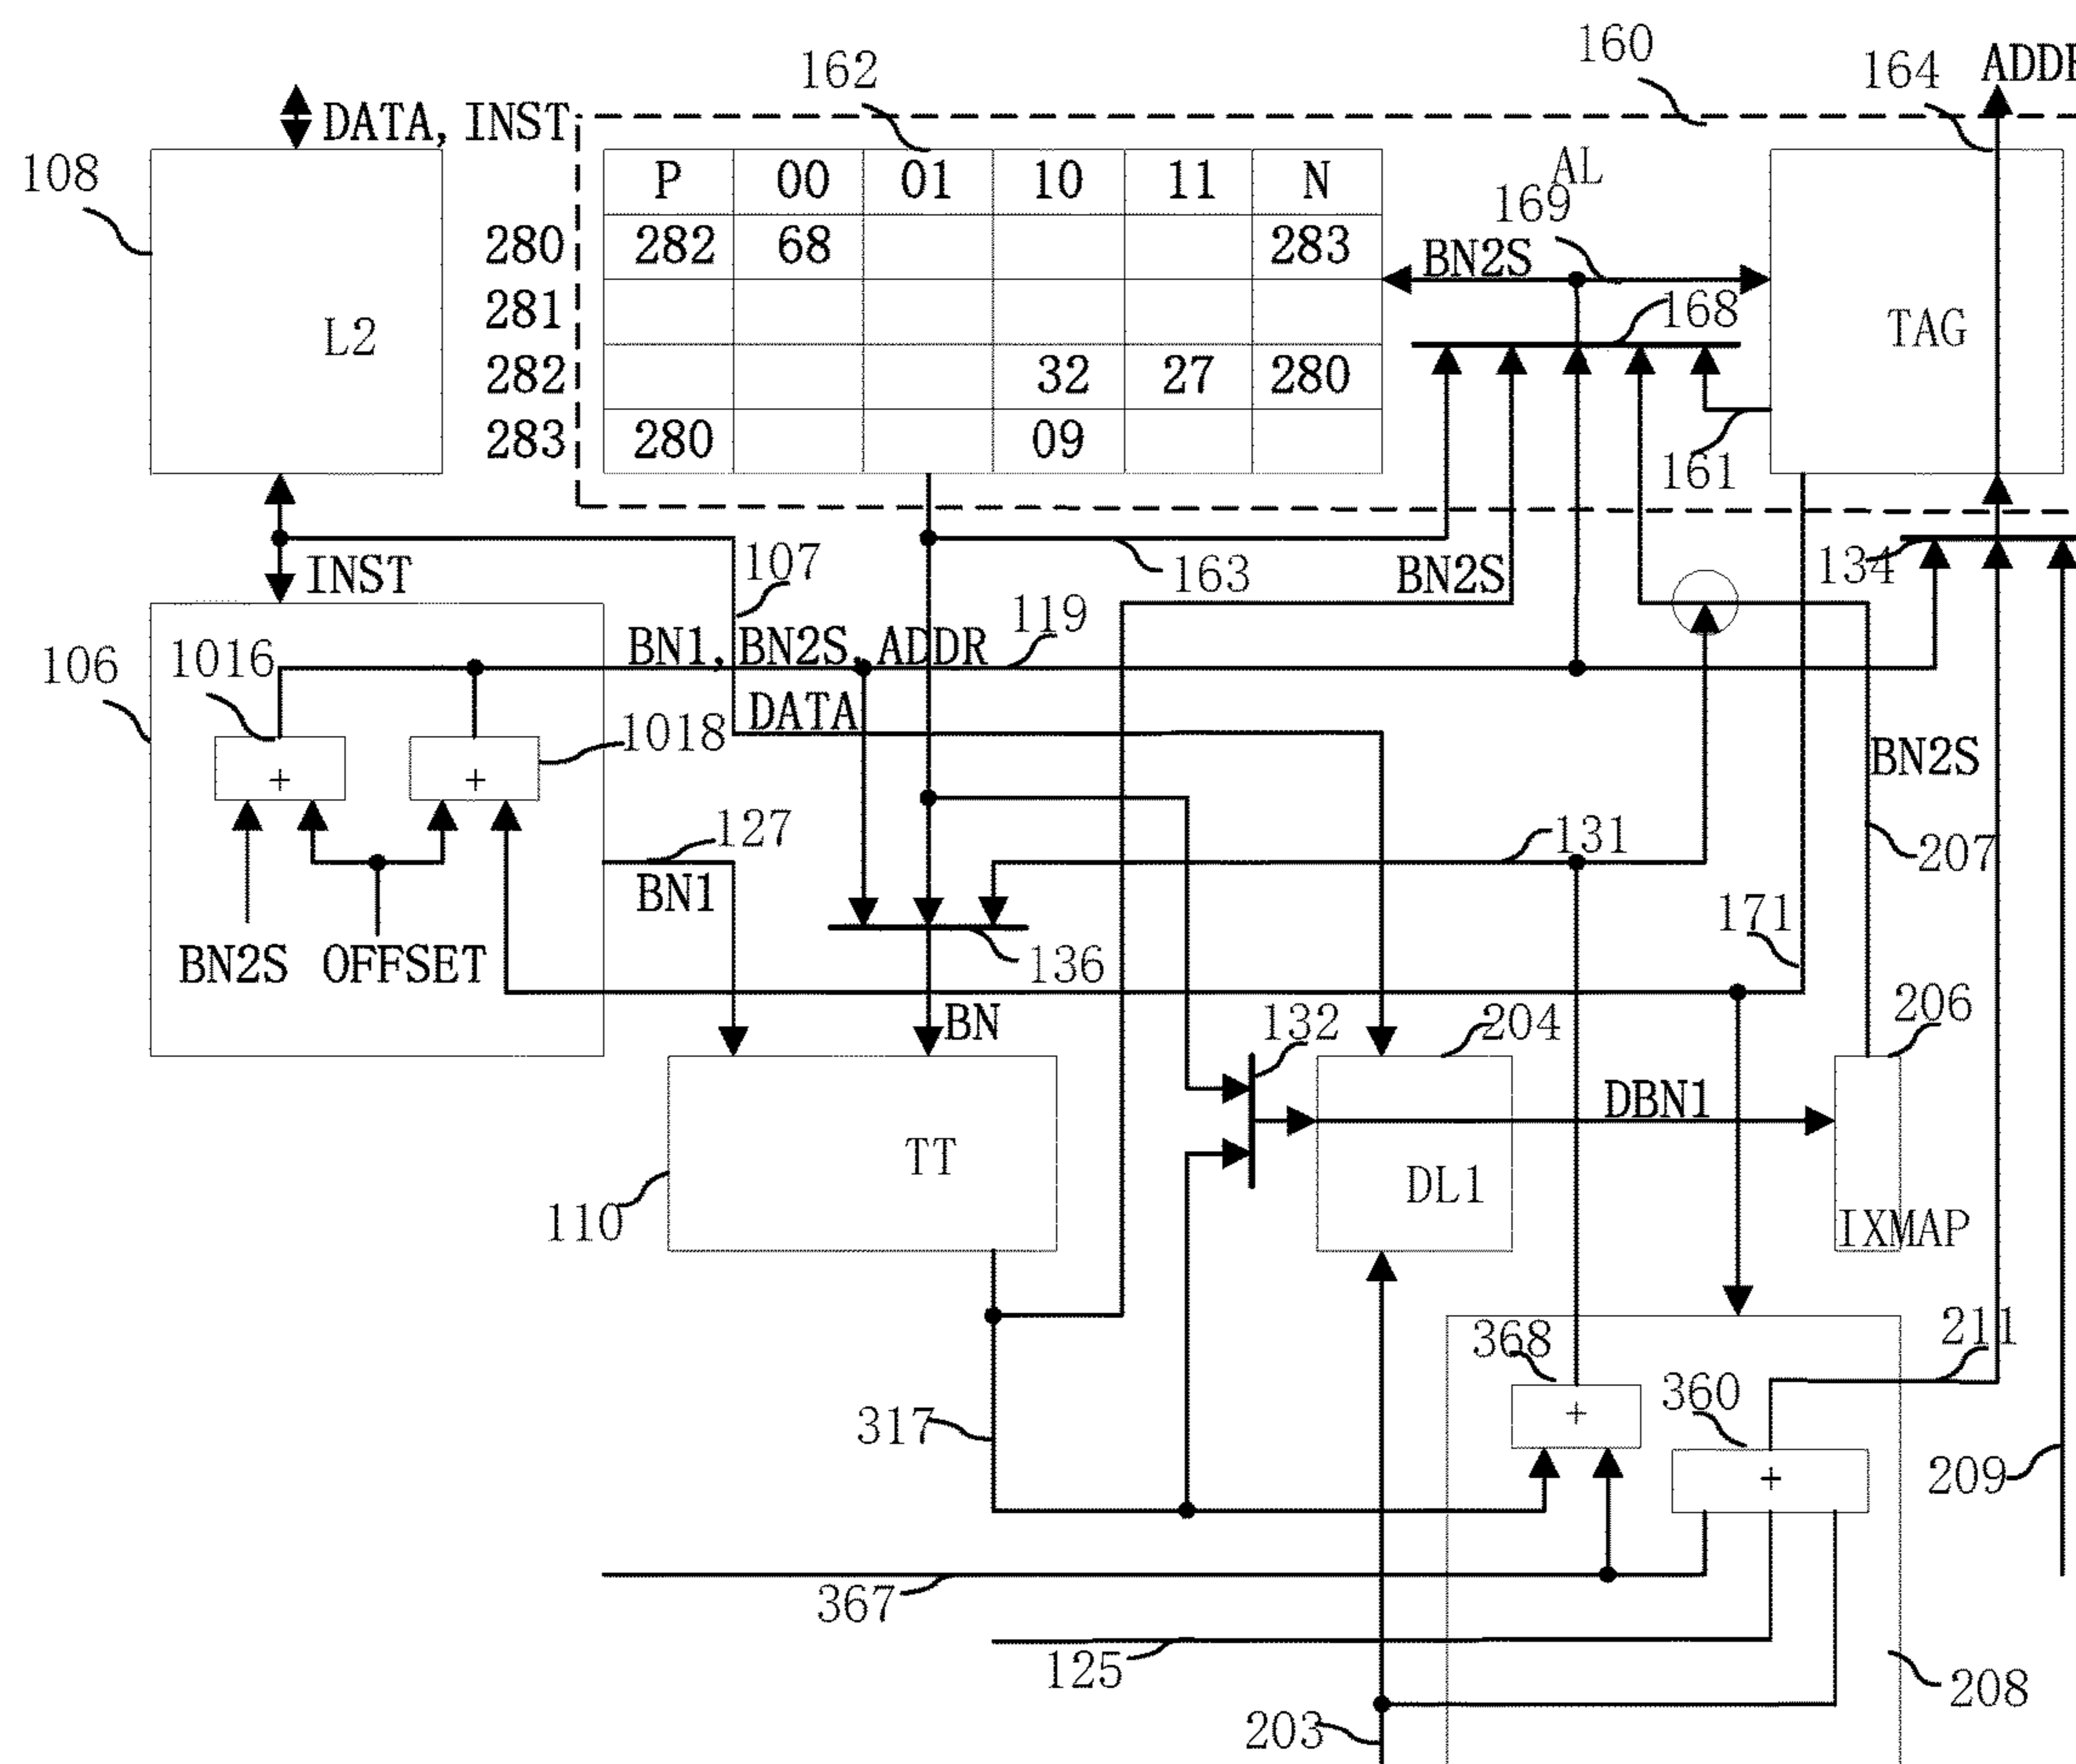 162
160
164
ADDR
DATA, INST
108
P 00 01 10 11 N
AL
280 282 68 283
169
BN2S
281
168
L2
TAG
282 32 27 280
283 280 09
161
107
INST
163
BN2S
134
106
1016
BN1, BN2S, ADDR
119
DATA
1018
BN2S
+ +
127
131
207
BN1
171
BN2S OFFSET
136
BN
132
204
206
DBN1
TT
DL1
110
IXMAP
368
211
360
+
317
+
209
367
125
208
203